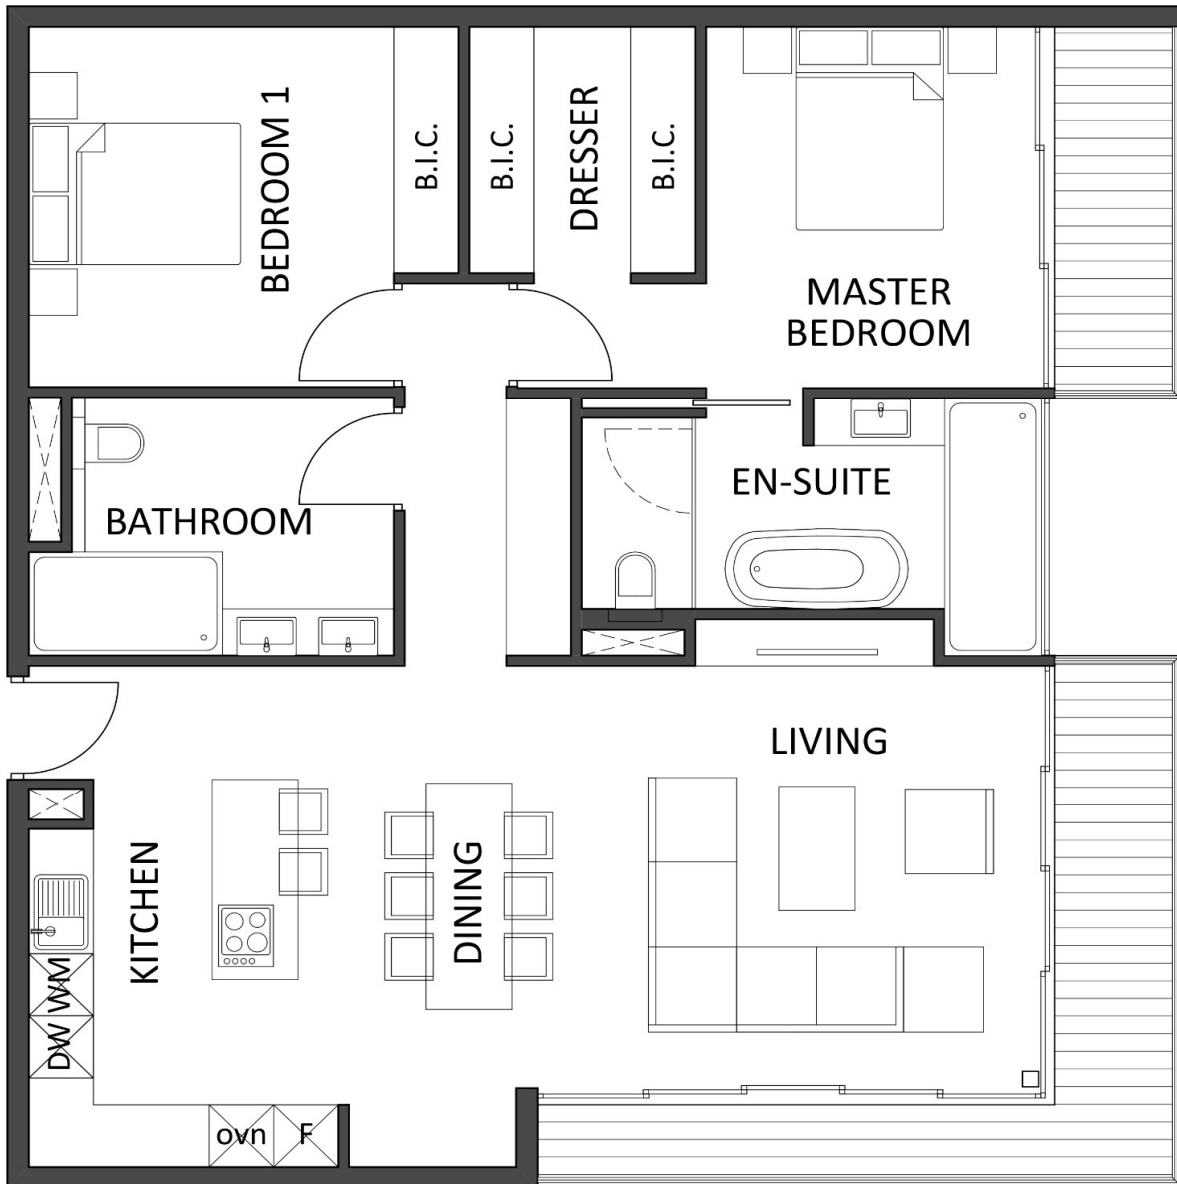 BEDROOM 1
B.I.C.
B.I.C.
DRESSER
B.I.C.
MASTER
BEDROOM
BATHROOM
EN-SUITE
LIVING
KITCHEN
DINING
DW WM
ovn
F